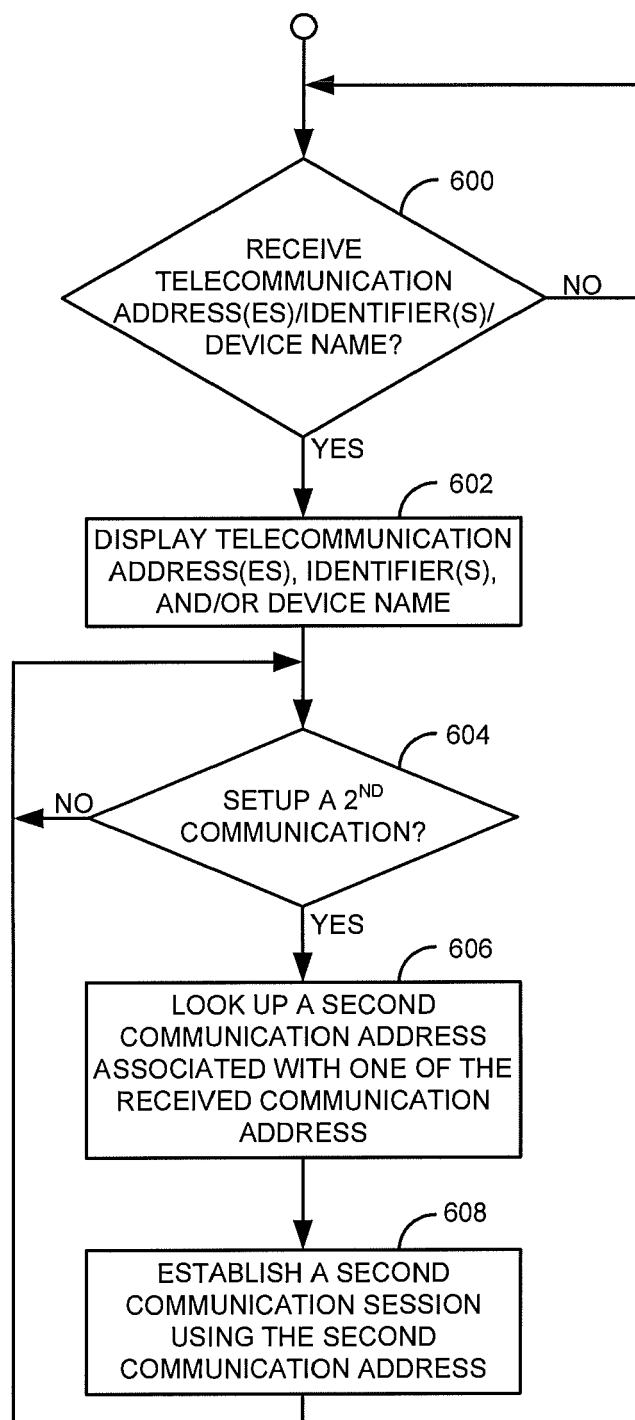 600
RECEIVE
TELECOMMUNICATION
ADDRESS(ES)/IDENTIFIER(S)/
DEVICE NAME?
NO
YES
602
DISPLAY TELECOMMUNICATION
ADDRESS(ES), IDENTIFIER(S),
AND/OR DEVICE NAME
604
NO
SETUP A 2ND
COMMUNICATION?
YES
606
LOOK UP A SECOND
COMMUNICATION ADDRESS
ASSOCIATED WITH ONE OF THE
RECEIVED COMMUNICATION
ADDRESS
608
ESTABLISH A SECOND
COMMUNICATION SESSION
USING THE SECOND
COMMUNICATION ADDRESS